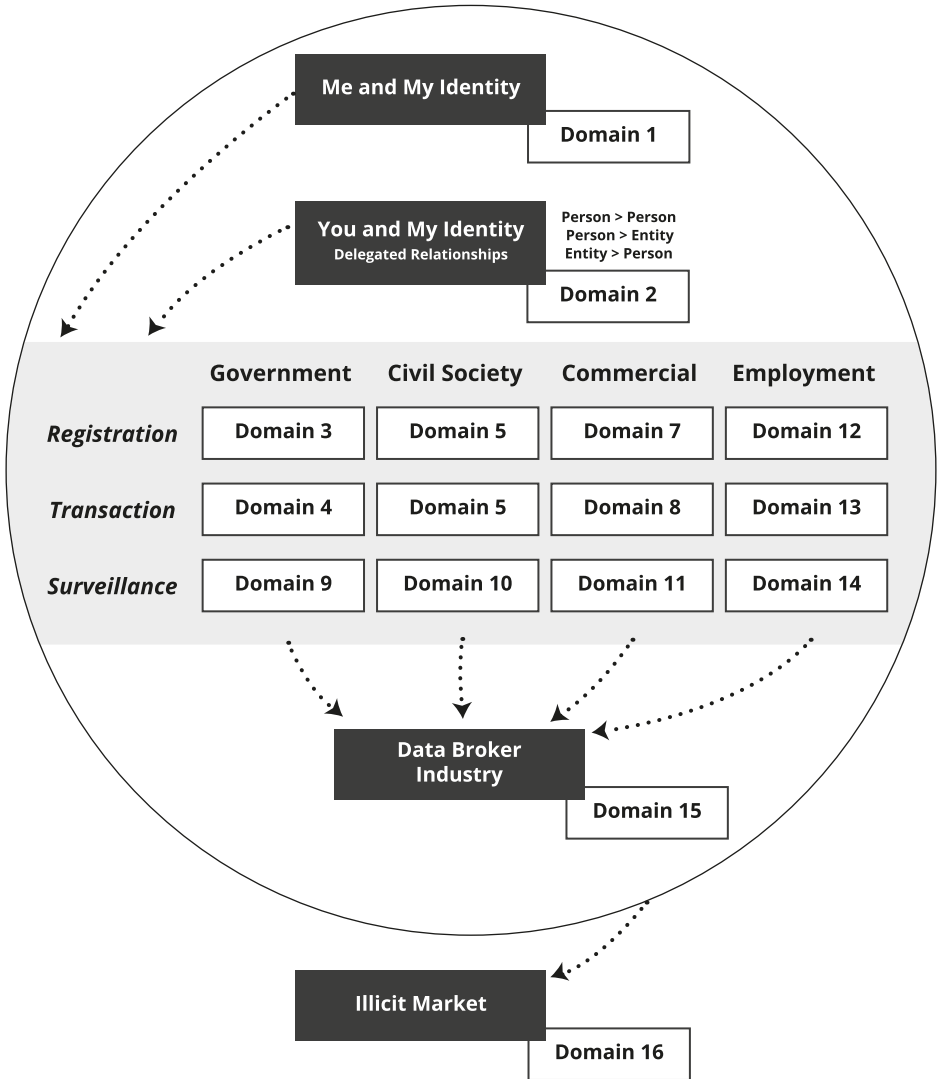 Me and My Identity
Domain 1
You and My Identity
Delegated Relationships
Person > Person
Person > Entity
Entity > Person
Domain 2
Government Civil Society Commercial Employment
Registration Domain 3 Domain 5 Domain 7 Domain 12
Transaction Domain 4 Domain 5 Domain 8 Domain 13
Surveillance Domain 9 Domain 10 Domain 11 Domain 14
Data Broker
Industry
Domain 15
Illicit Market
Domain 16